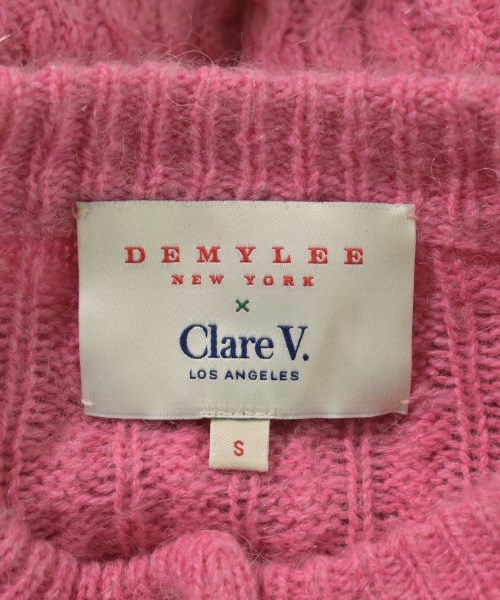 DEMYLEE
NEW YORK
×
Clare V.
LOS ANGELES
S